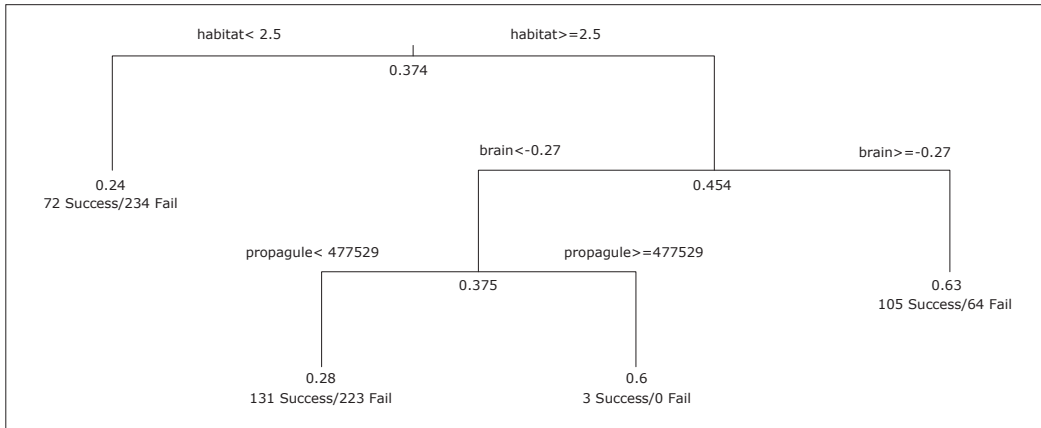 habitat< 2.5
habitat>=2.5
0.374
brain<-0.27
brain>=-0.27
0.24
72 Success/234 Fail
0.454
propagule< 477529
propagule>=477529
0.375
0.63
105 Success/64 Fail
0.28
131 Success/223 Fail
0.6
3 Success/0 Fail